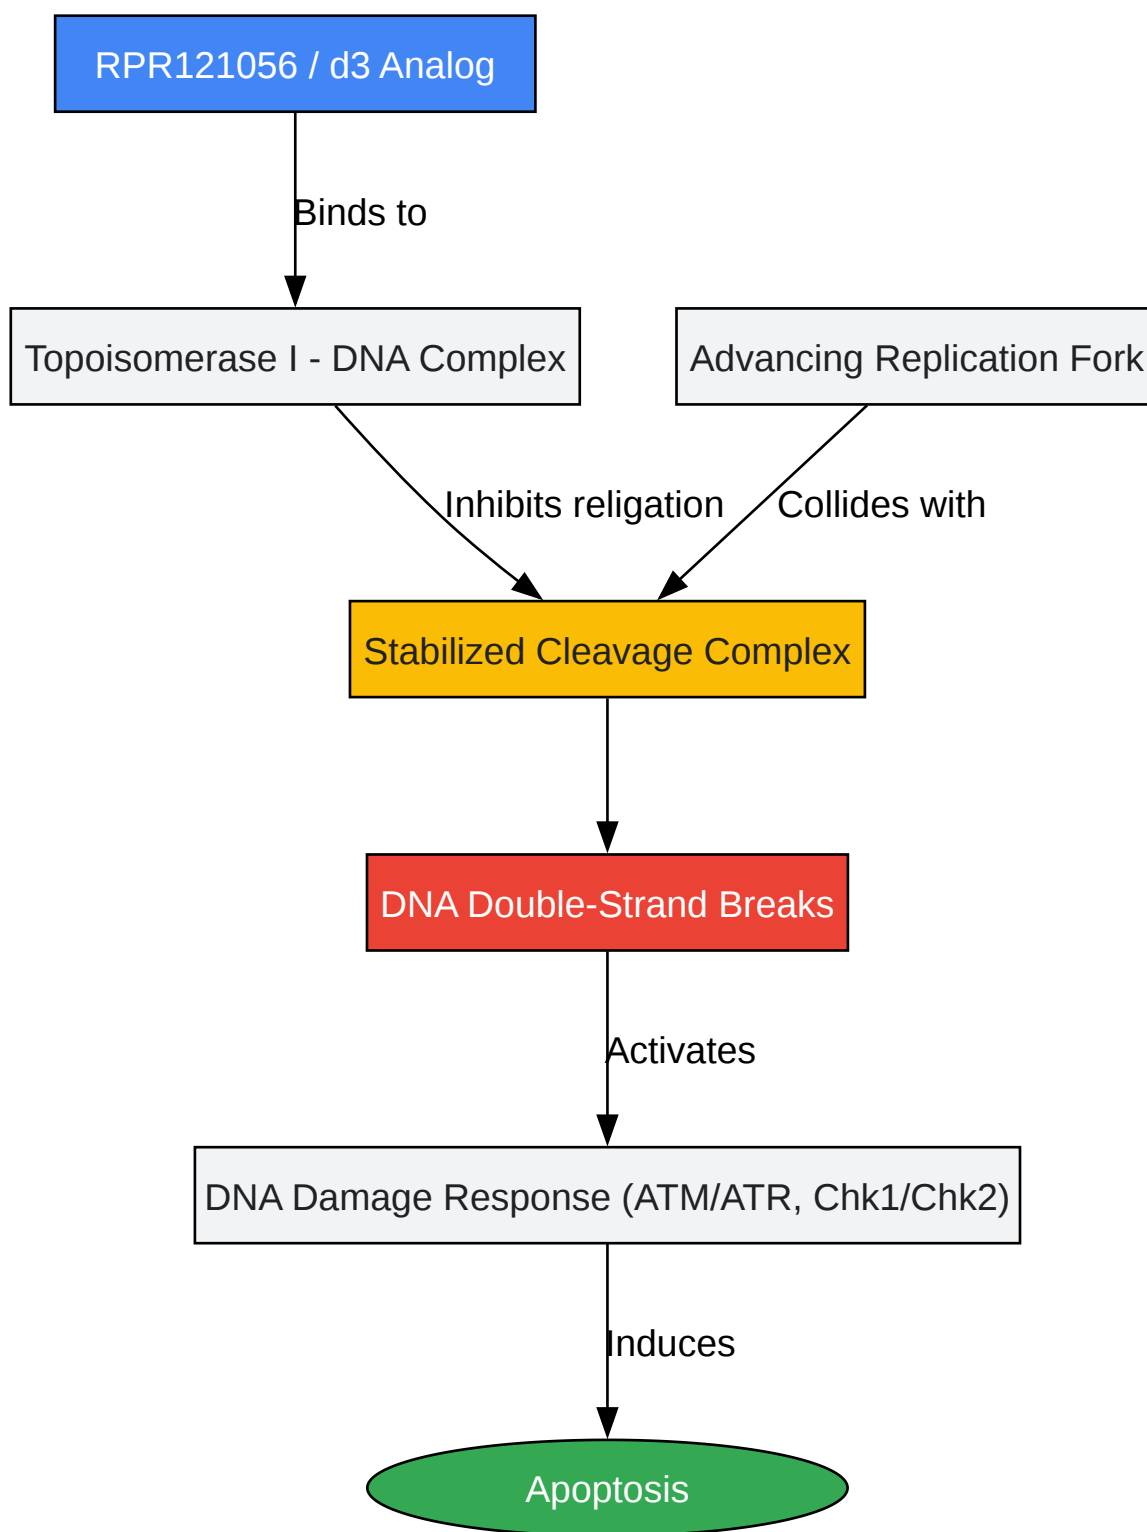 RPR121056 / d3 Analog
Binds to
Topoisomerase I - DNA Complex
Advancing Replication Fork
Inhibits religation
Collides with
Stabilized Cleavage Complex
DNA Double-Strand Breaks
Activates
DNA Damage Response (ATM/ATR, Chk1/Chk2)
Induces
Apoptosis